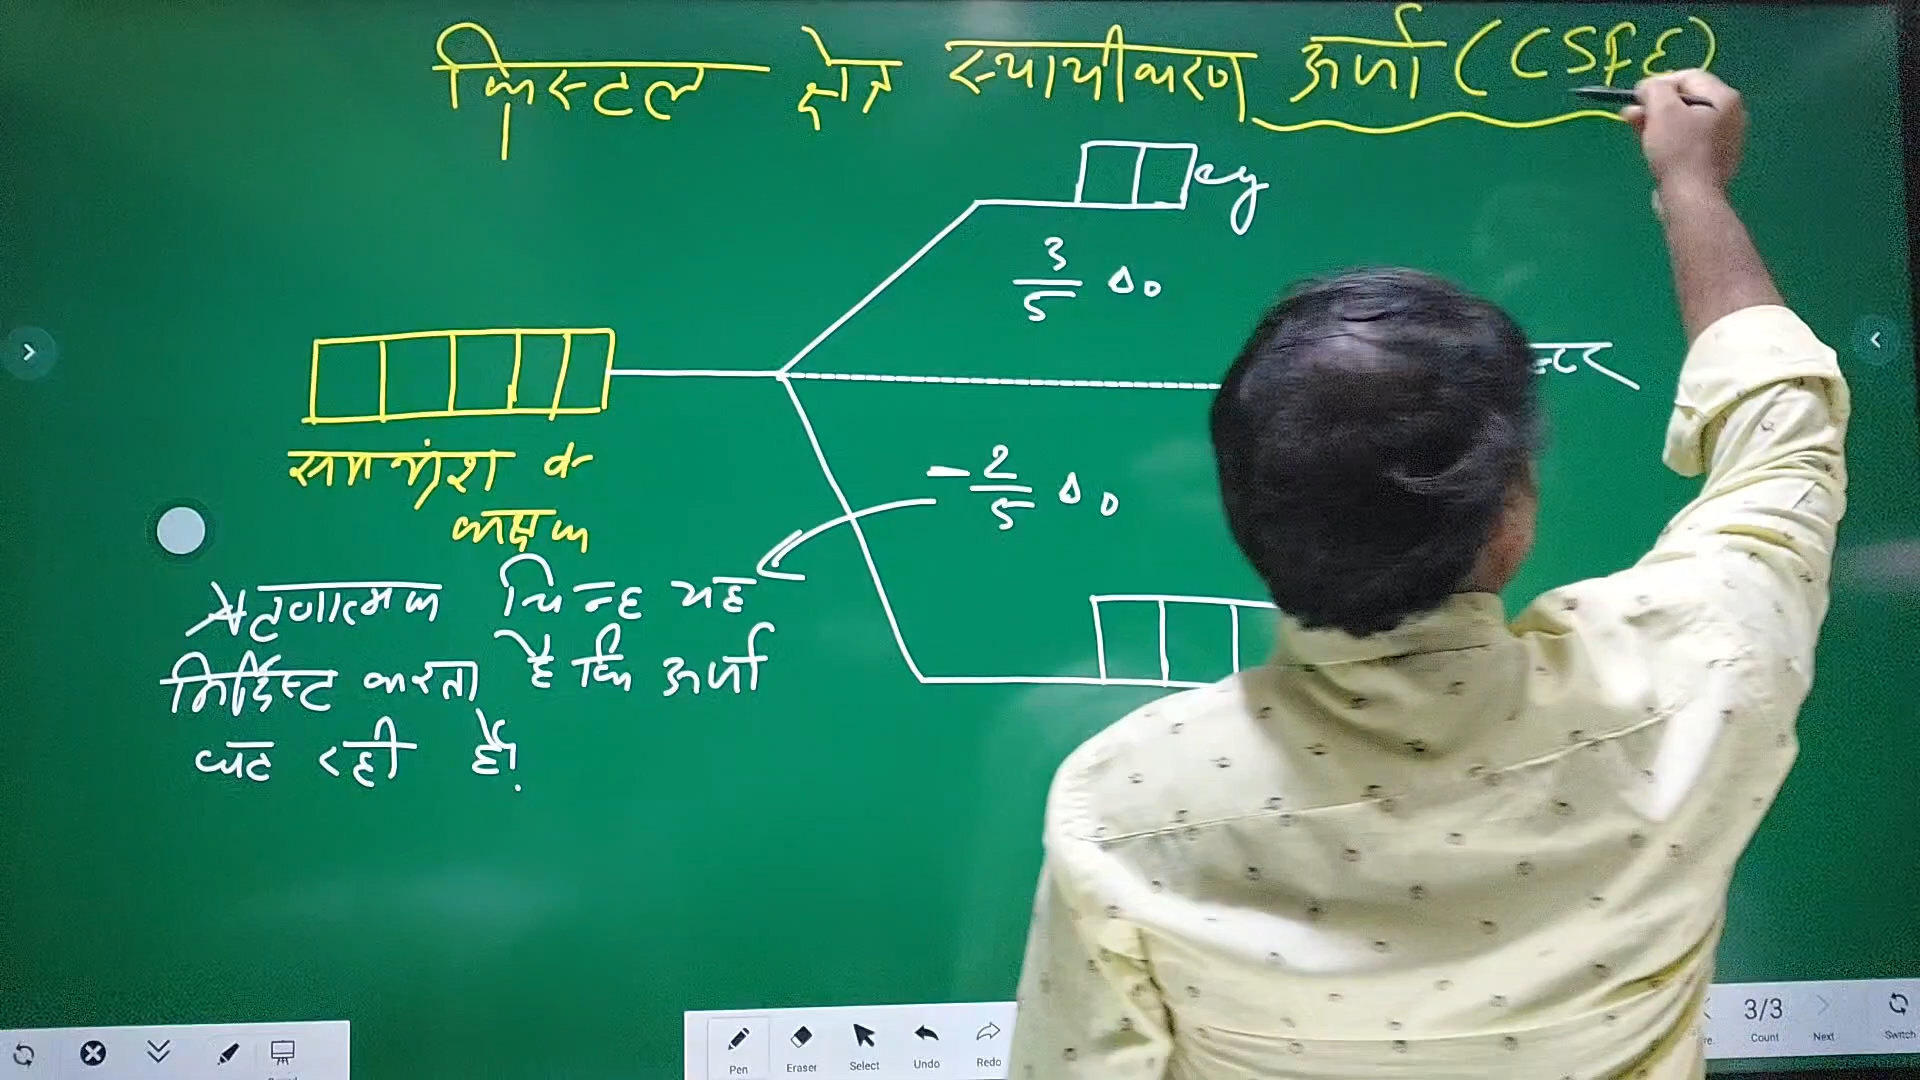 क्रिस्टल क्षेत्र स्थायीकरण ऊर्जा (CSFE)
eg
3/5 Δo
-2/5 Δo
समभ्रंश d-
कक्षक
ऋणात्मक चिन्ह यह
निर्दिष्ट करता है कि ऊर्जा
घट रही है।
Pen
Eraser
Select
Undo
Redo
3/3
Count
Next
Switch